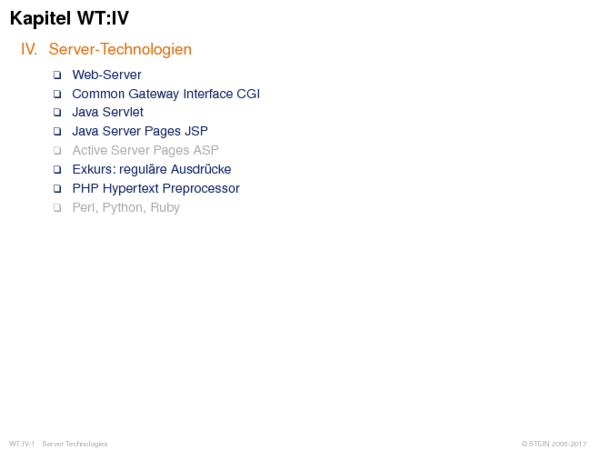 Kapitel WT:IV
IV. Server-Technologien
❑ Web-Server
❑ Common Gateway Interface CGI
❑ Java Servlet
❑ Java Server Pages JSP
❑ Active Server Pages ASP
❑ Exkurs: reguläre Ausdrücke
❑ PHP Hypertext Preprocessor
❑ Perl, Python, Ruby
WT:IV-1 Server Technologies © STEIN 2005-2017